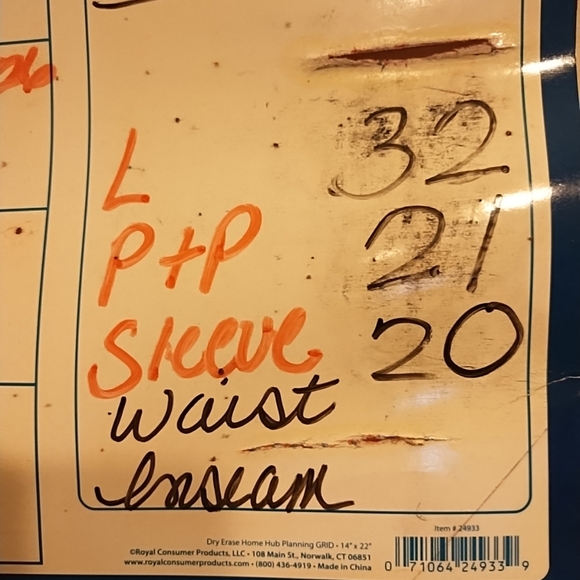 L 32
P+P 21
Sleeve 20
Waist
Inseam
Item # 24933
Dry Erase Home Hub Planning GRID • 14" x 22"
©Royal Consumer Products, LLC • 108 Main St., Norwalk, CT 06851
www.royalconsumerproducts.com • (800) 436-4919 • Made in China
0 71064 24933 9